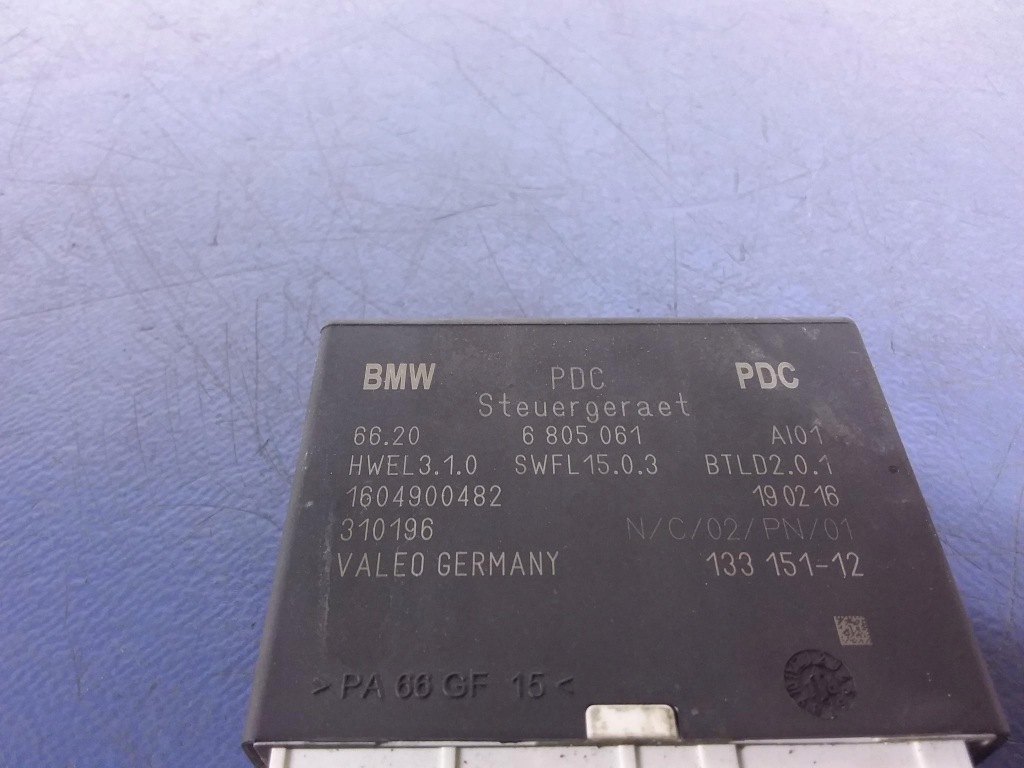 BMW PDC PDC
Steuergeraet
66.20 6 805 061 AI01
HWEL3.1.0 SWFL15.0.3 BTLD2.0.1
1604900482 19 02 16
310196 N/C/02/PN/01
VALEO GERMANY 133 151-12
>PA 66 GF 15<